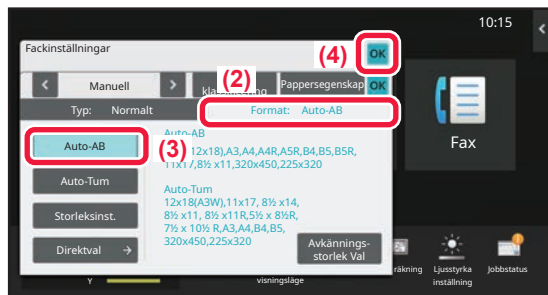 10:15
Fackinställningar
(4)
OK
Manuell
(2)
klassificering
Pappersegenskap
OK
Typ: Normalt
Format: Auto-AB
Auto-AB
(3)
Auto-AB
12x18),A3,A4,A4R,A5R,B4,B5,B5R,
11x17,8½ x11,320x450,225x320
Fax
Auto-Tum
Auto-Tum
12x18(A3W),11x17, 8½ x14,
8½ x11, 8½ x11R,5½ x 8½R,
7½ x 10½ R,A3,A4,B4,B5,
320x450,225x320
Storleksinst.
Direktval →
Avkännings-
storlek Val
räkning
Ljusstyrka
inställning
Jobbstatus
Y
visningsläge